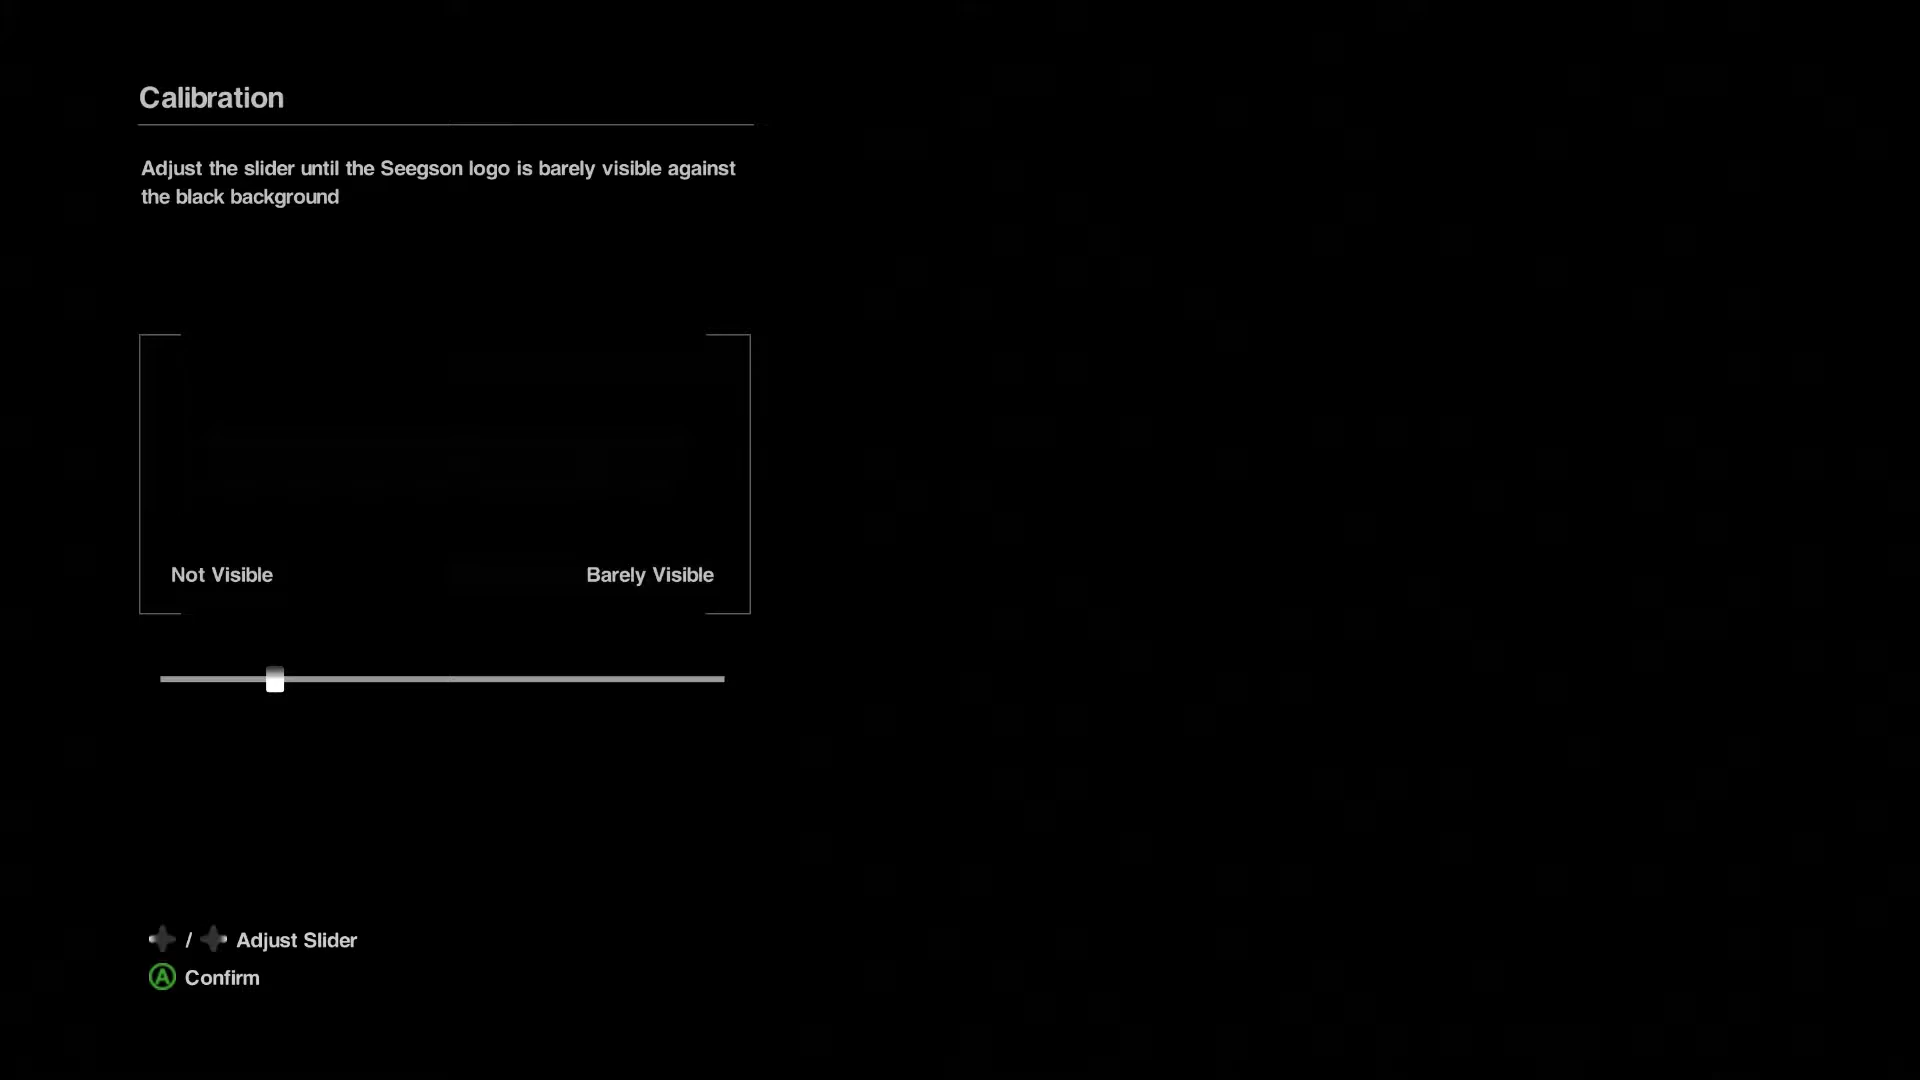 Calibration
Adjust the slider until the Seegson logo is barely visible against
the black background
Not Visible
Barely Visible
/ Adjust Slider
A Confirm